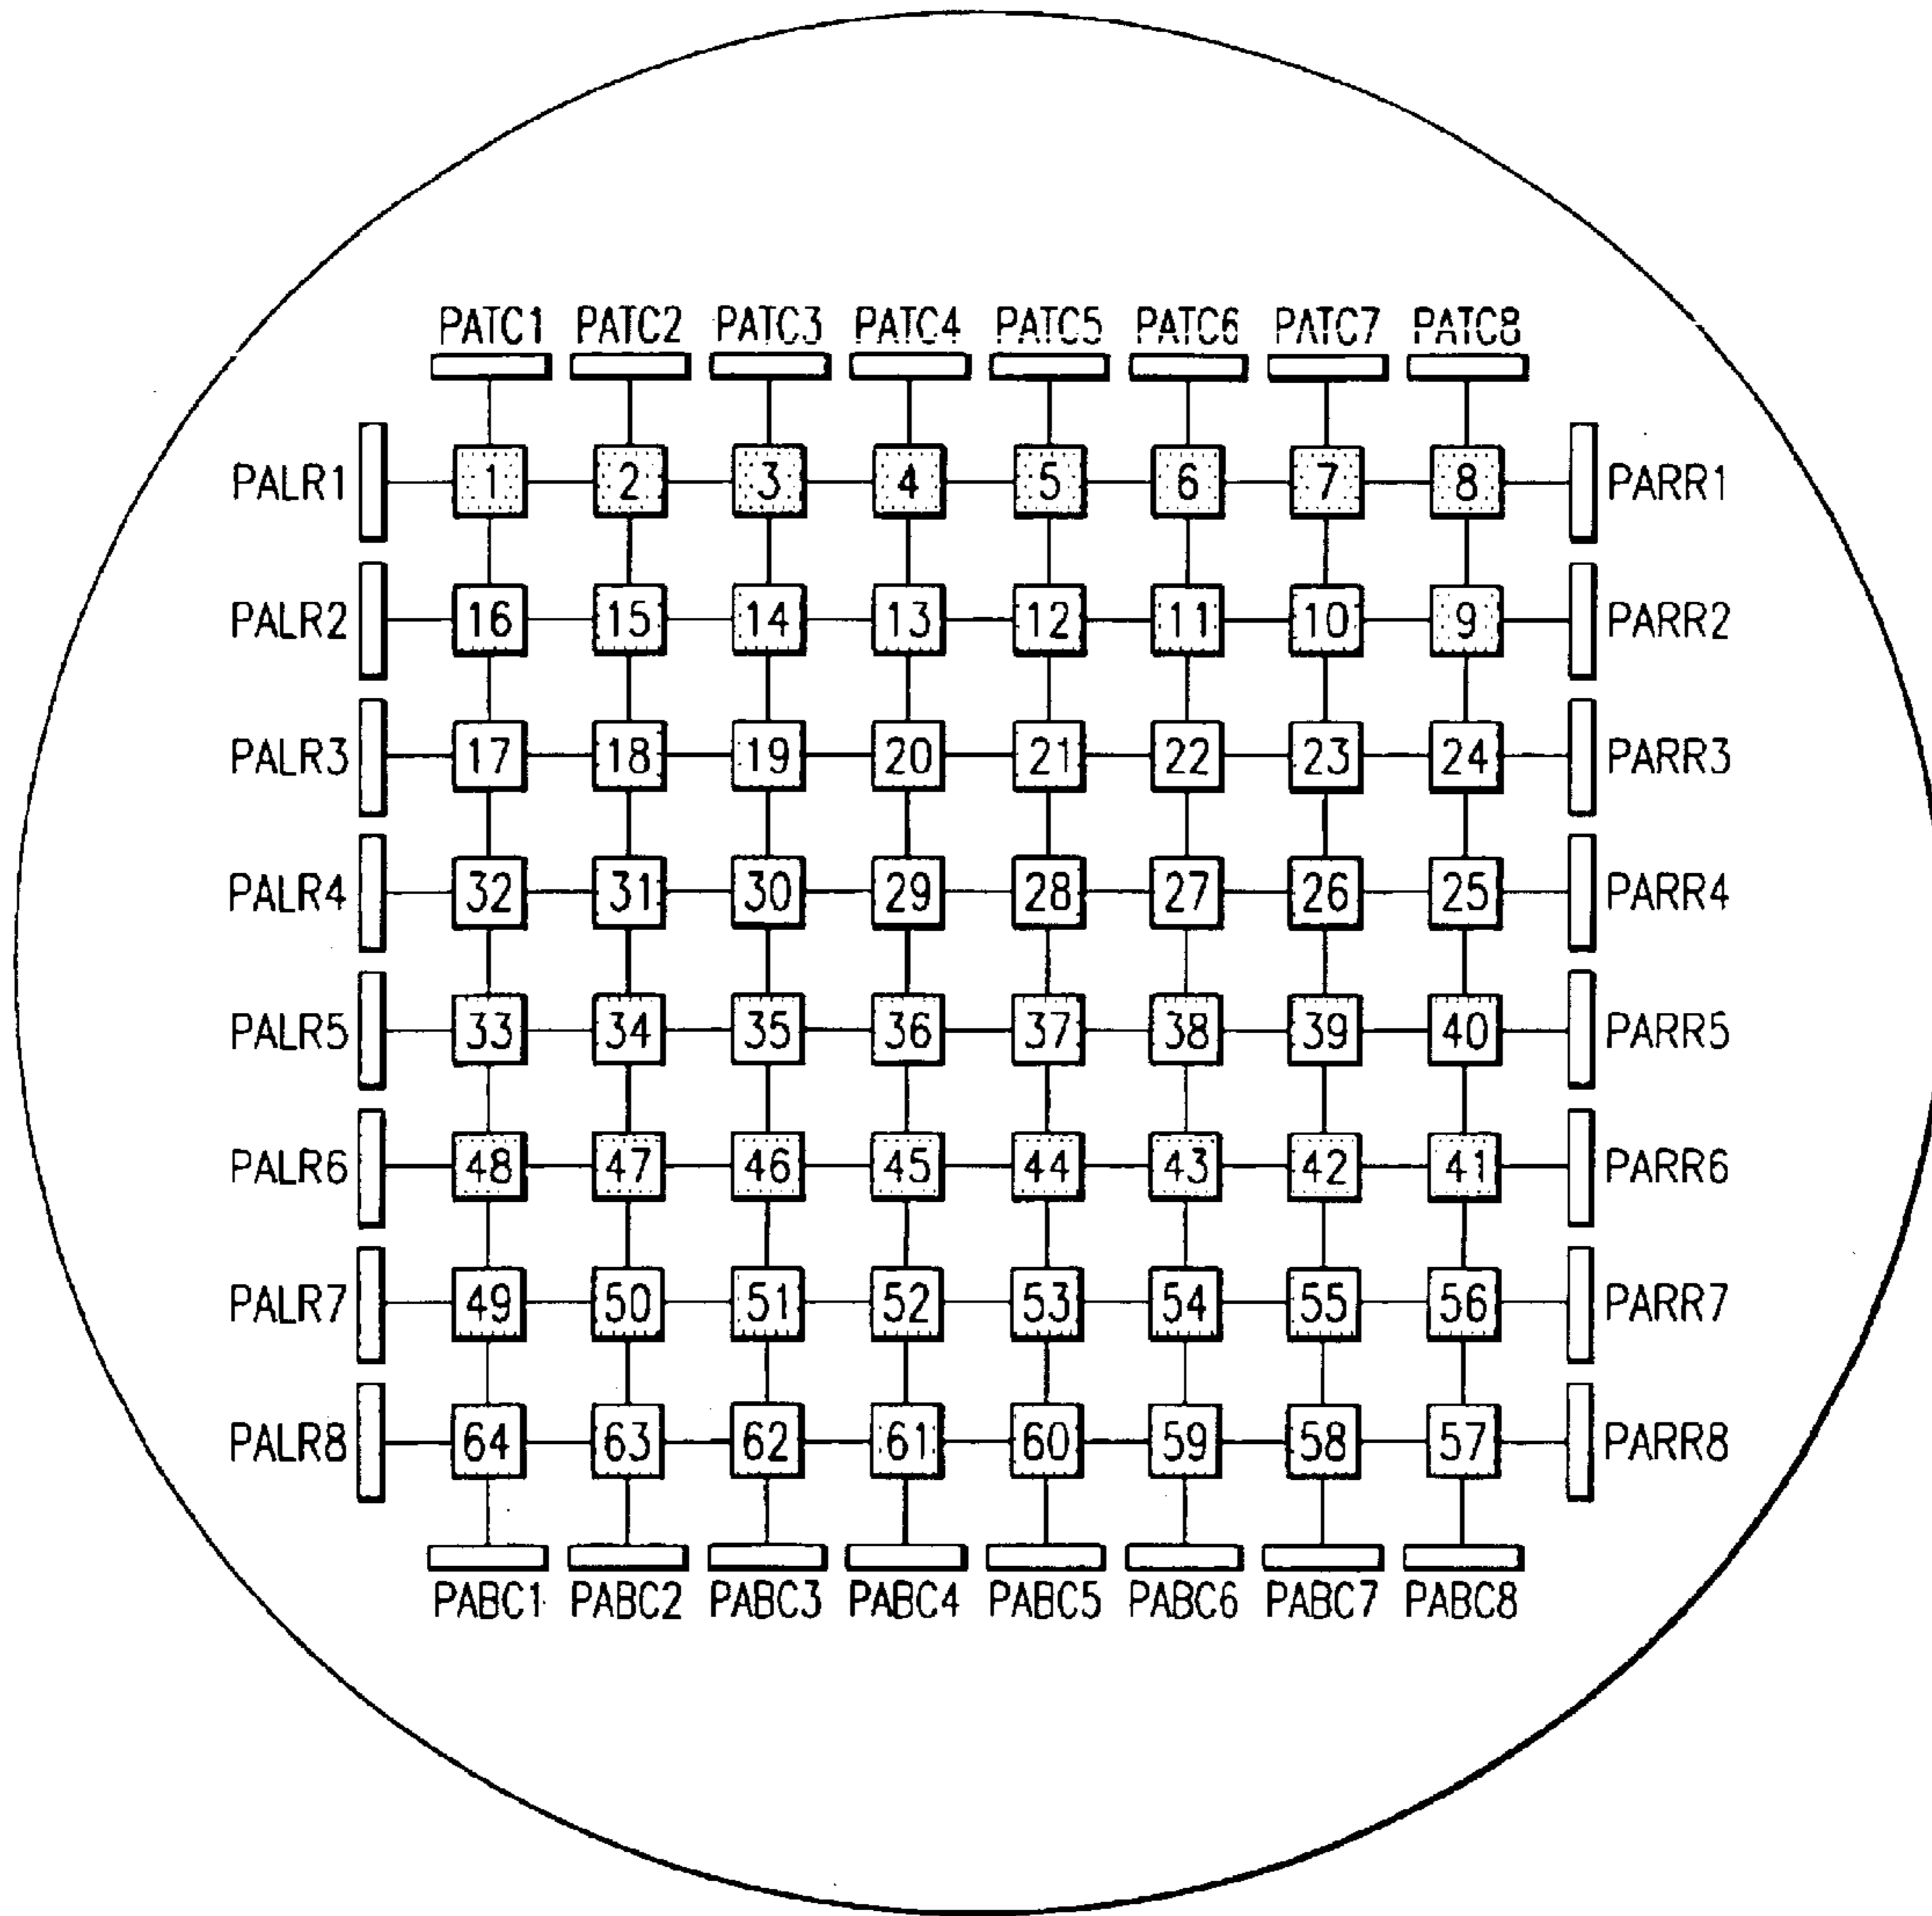 PATC1 PATC2 PATC3 PATC4 PATC5 PATC6 PATC7 PATC8
PALR1 1 2 3 4 5 6 7 8 PARR1
PALR2 16 15 14 13 12 11 10 9 PARR2
PALR3 17 18 19 20 21 22 23 24 PARR3
PALR4 32 31 30 29 28 27 26 25 PARR4
PALR5 33 34 35 36 37 38 39 40 PARR5
PALR6 48 47 46 45 44 43 42 41 PARR6
PALR7 49 50 51 52 53 54 55 56 PARR7
PALR8 64 63 62 61 60 59 58 57 PARR8
PABC1 PABC2 PABC3 PABC4 PABC5 PABC6 PABC7 PABC8